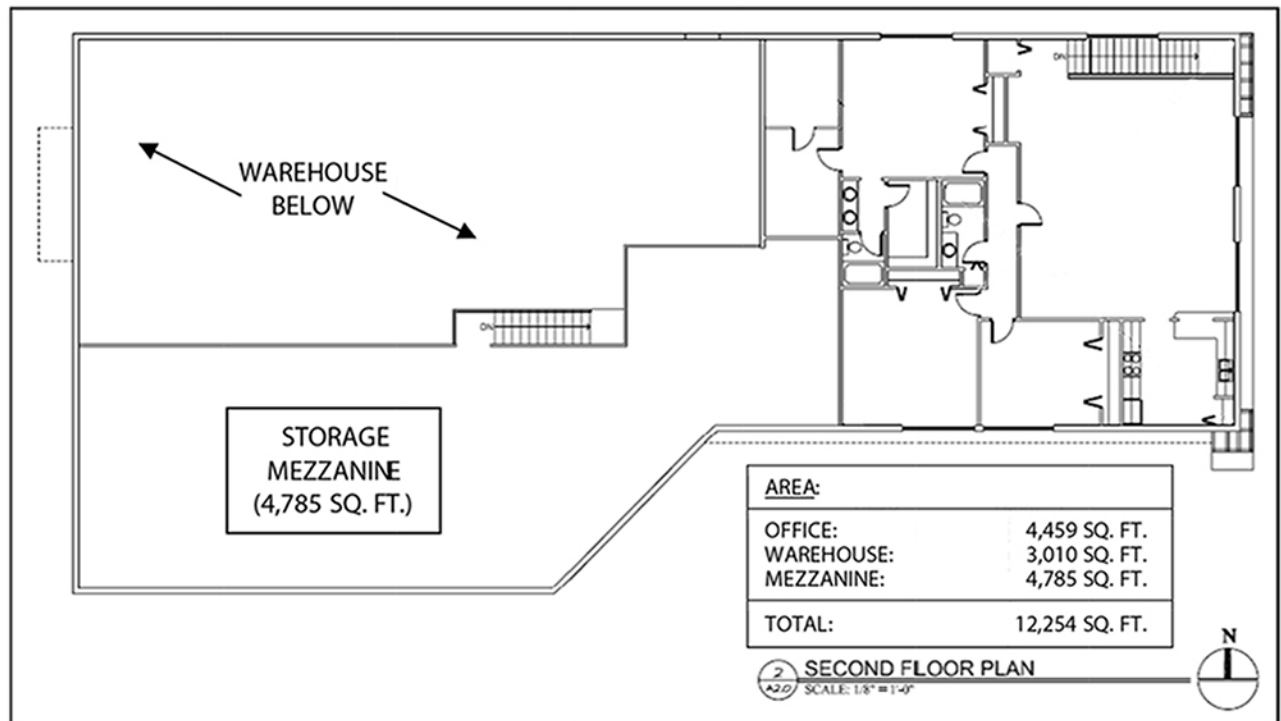 DN
WAREHOUSE
BELOW
DN
STORAGE
MEZZANINE
(4,785 SQ. FT.)
AREA:
OFFICE: 4,459 SQ. FT.
WAREHOUSE: 3,010 SQ. FT.
MEZZANINE: 4,785 SQ. FT.
TOTAL: 12,254 SQ. FT.
N
2
A2.0
SECOND FLOOR PLAN
SCALE: 1/8" = 1'-0"